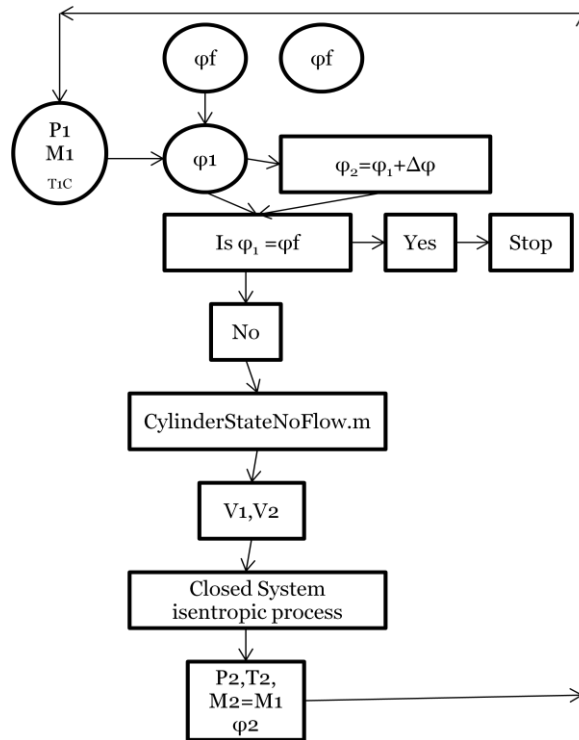 φf
φf
P1
M1
T1C
φ1
φ₂=φ₁+Δφ
Is φ₁ =φf
Yes
Stop
No
CylinderStateNoFlow.m
V1,V2
Closed System
isentropic process
P2,T2,
M2=M1
φ2